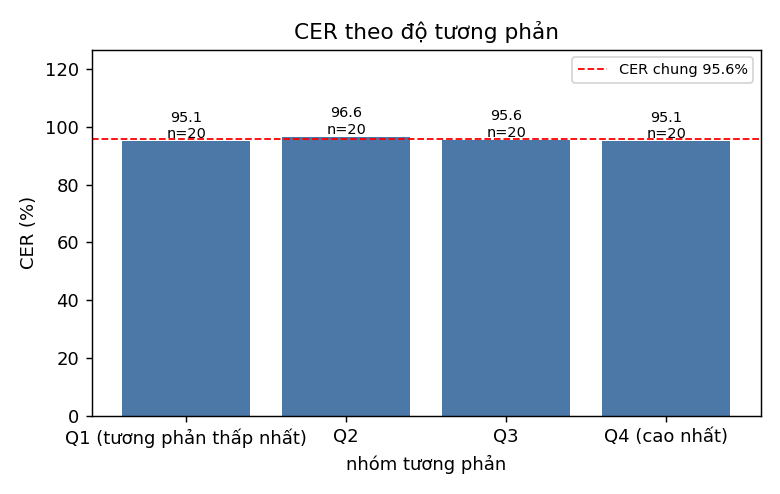 CER theo độ tương phản
CER chung 95.6%
120
100
80
60
40
20
0
CER (%)
95.1
n=20
96.6
n=20
95.6
n=20
95.1
n=20
Q1 (tương phản thấp nhất)
Q2
Q3
Q4 (cao nhất)
nhóm tương phản